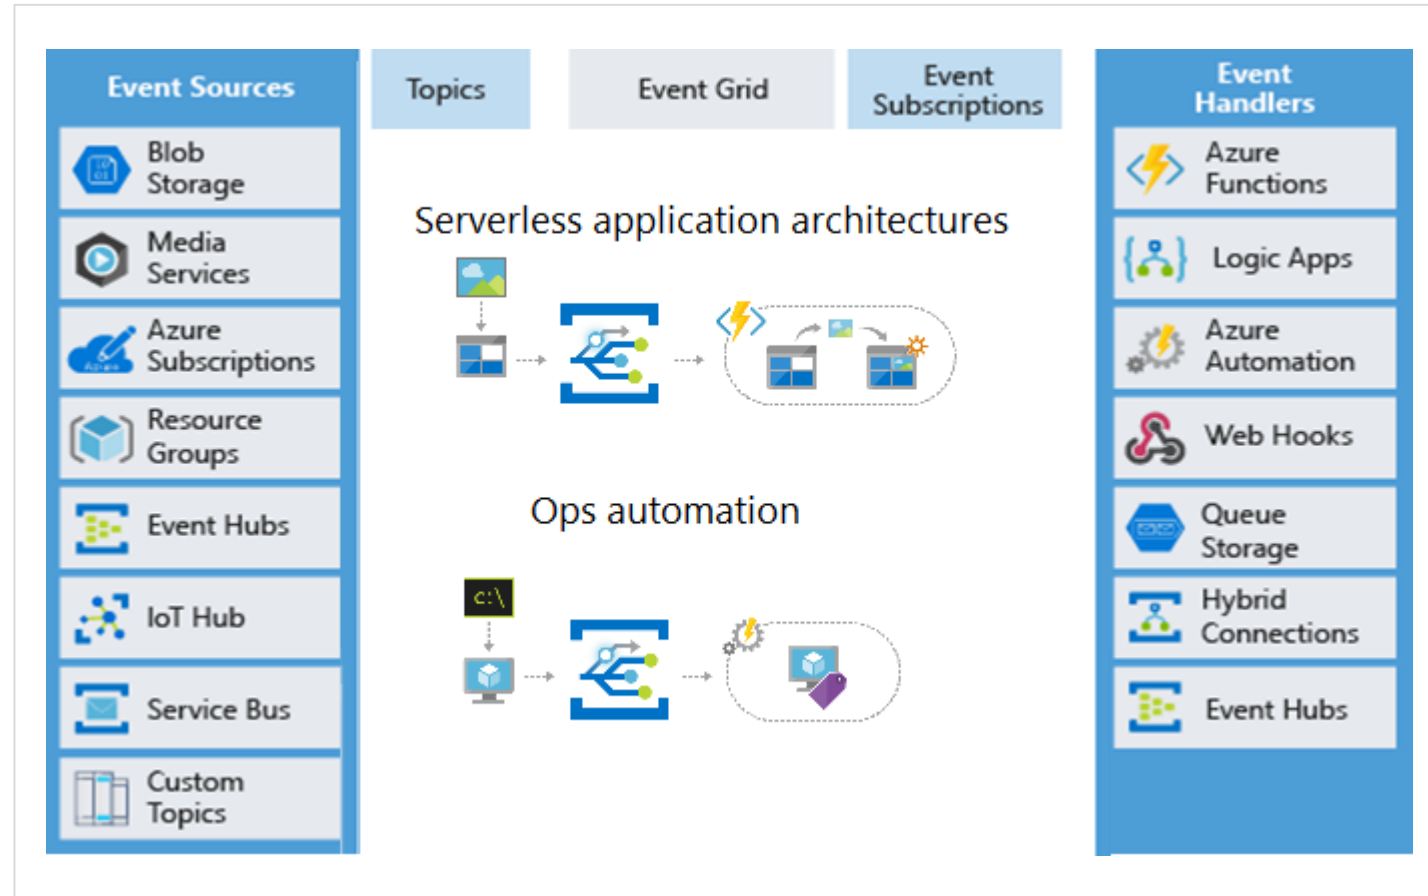 Event Sources
Blob
Storage
Media
Services
Azure
Subscriptions
Resource
Groups
Event Hubs
IoT Hub
Service Bus
Custom
Topics
Topics
Event Grid
Event
Subscriptions
Serverless application architectures
Ops automation
c:\
Event
Handlers
Azure
Functions
Logic Apps
Azure
Automation
Web Hooks
Queue
Storage
Hybrid
Connections
Event Hubs